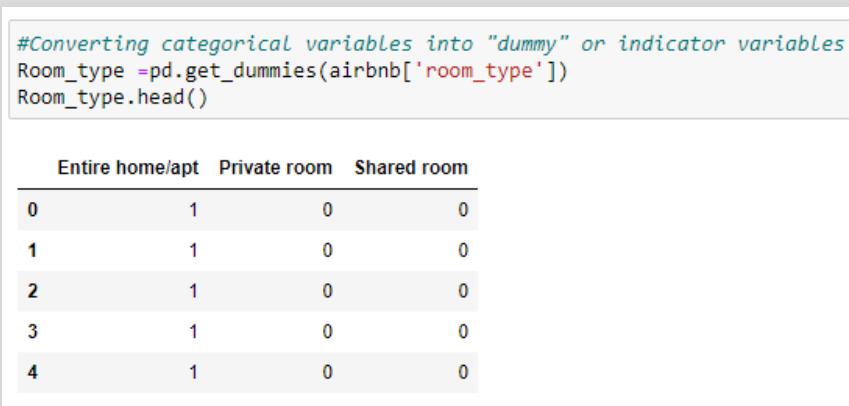 #Converting categorical variables into "dummy" or indicator variables
Room_type =pd.get_dummies(airbnb['room_type'])
Room_type.head()
Entire home/apt Private room Shared room
0 1 0 0
1 1 0 0
2 1 0 0
3 1 0 0
4 1 0 0